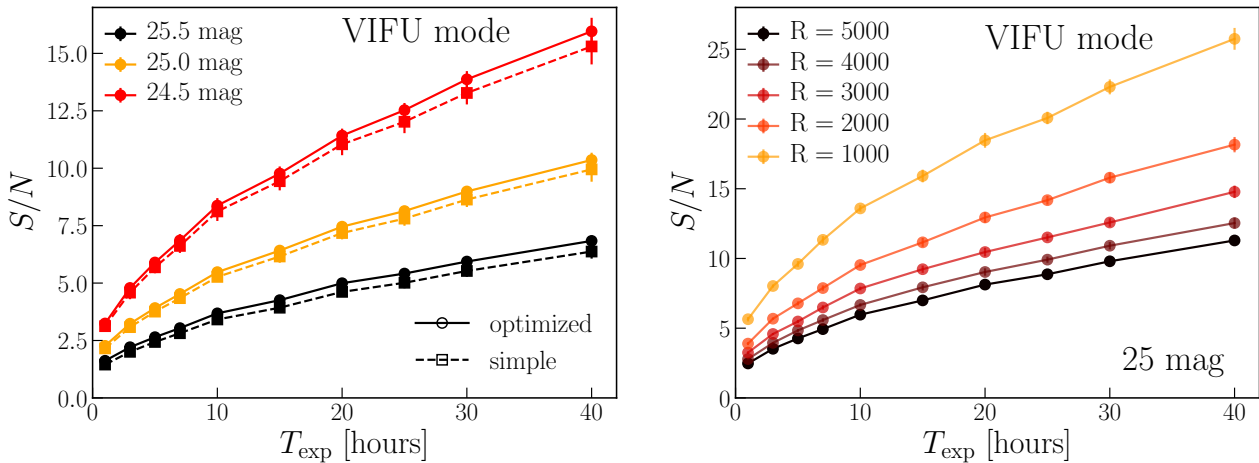 VIFU mode
25.5 mag
25.0 mag
24.5 mag
optimized
simple
S/N
15.0
12.5
10.0
7.5
5.0
2.5
0.0
0 10 20 30 40
T_exp [hours]
VIFU mode
R = 5000
R = 4000
R = 3000
R = 2000
R = 1000
25 mag
S/N
25
20
15
10
5
0
0 10 20 30 40
T_exp [hours]